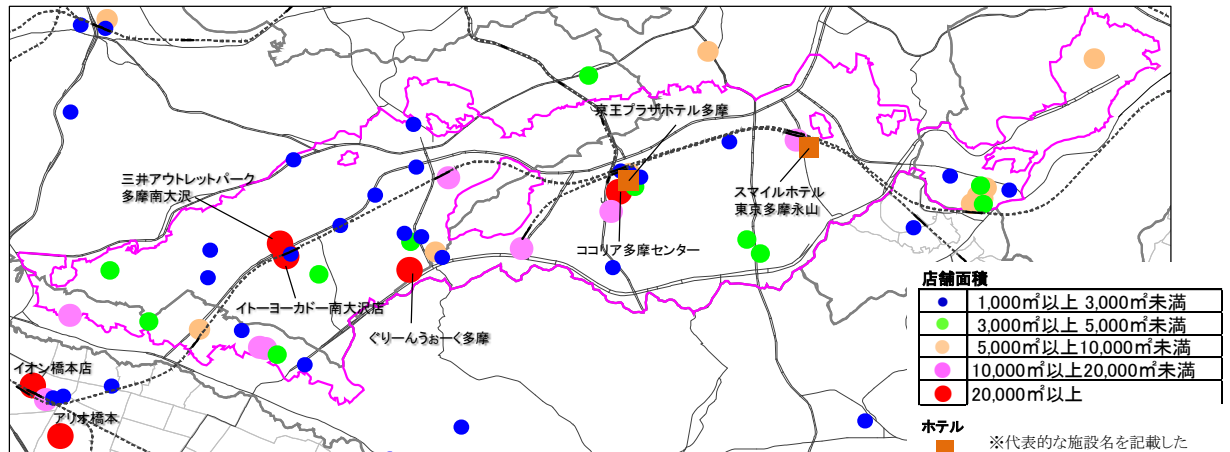 京王プラザホテル多摩
三井アウトレットパーク
多摩南大沢
スマイルホテル
東京多摩永山
ココリア多摩センター
イトーヨーカドー南大沢店
ぐりーんうぉーく多摩
イオン橋本店
アリオ橋本
店舗面積
1,000㎡以上 3,000㎡未満
3,000㎡以上 5,000㎡未満
5,000㎡以上10,000㎡未満
10,000㎡以上20,000㎡未満
20,000㎡以上
ホテル
※代表的な施設名を記載した